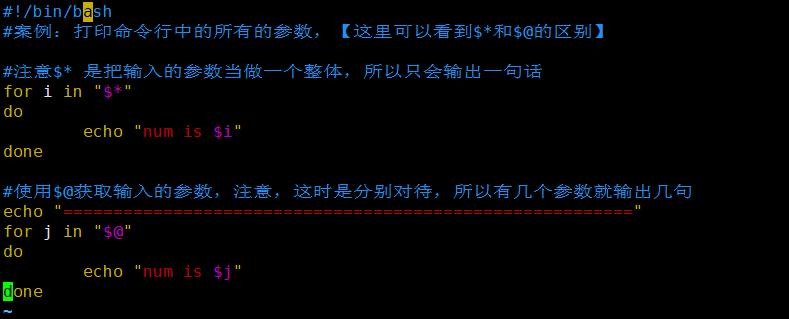 #!/bin/bash
#案例：打印命令行中的所有的参数，【这里可以看到$*和$@的区别】
#注意$* 是把输入的参数当做一个整体，所以只会输出一句话
for i in "$*"
do
        echo "num is $i"
done
#使用$@获取输入的参数，注意，这时是分别对待，所以有几个参数就输出几句
echo "========================================================="
for j in "$@"
do
        echo "num is $j"
done
~